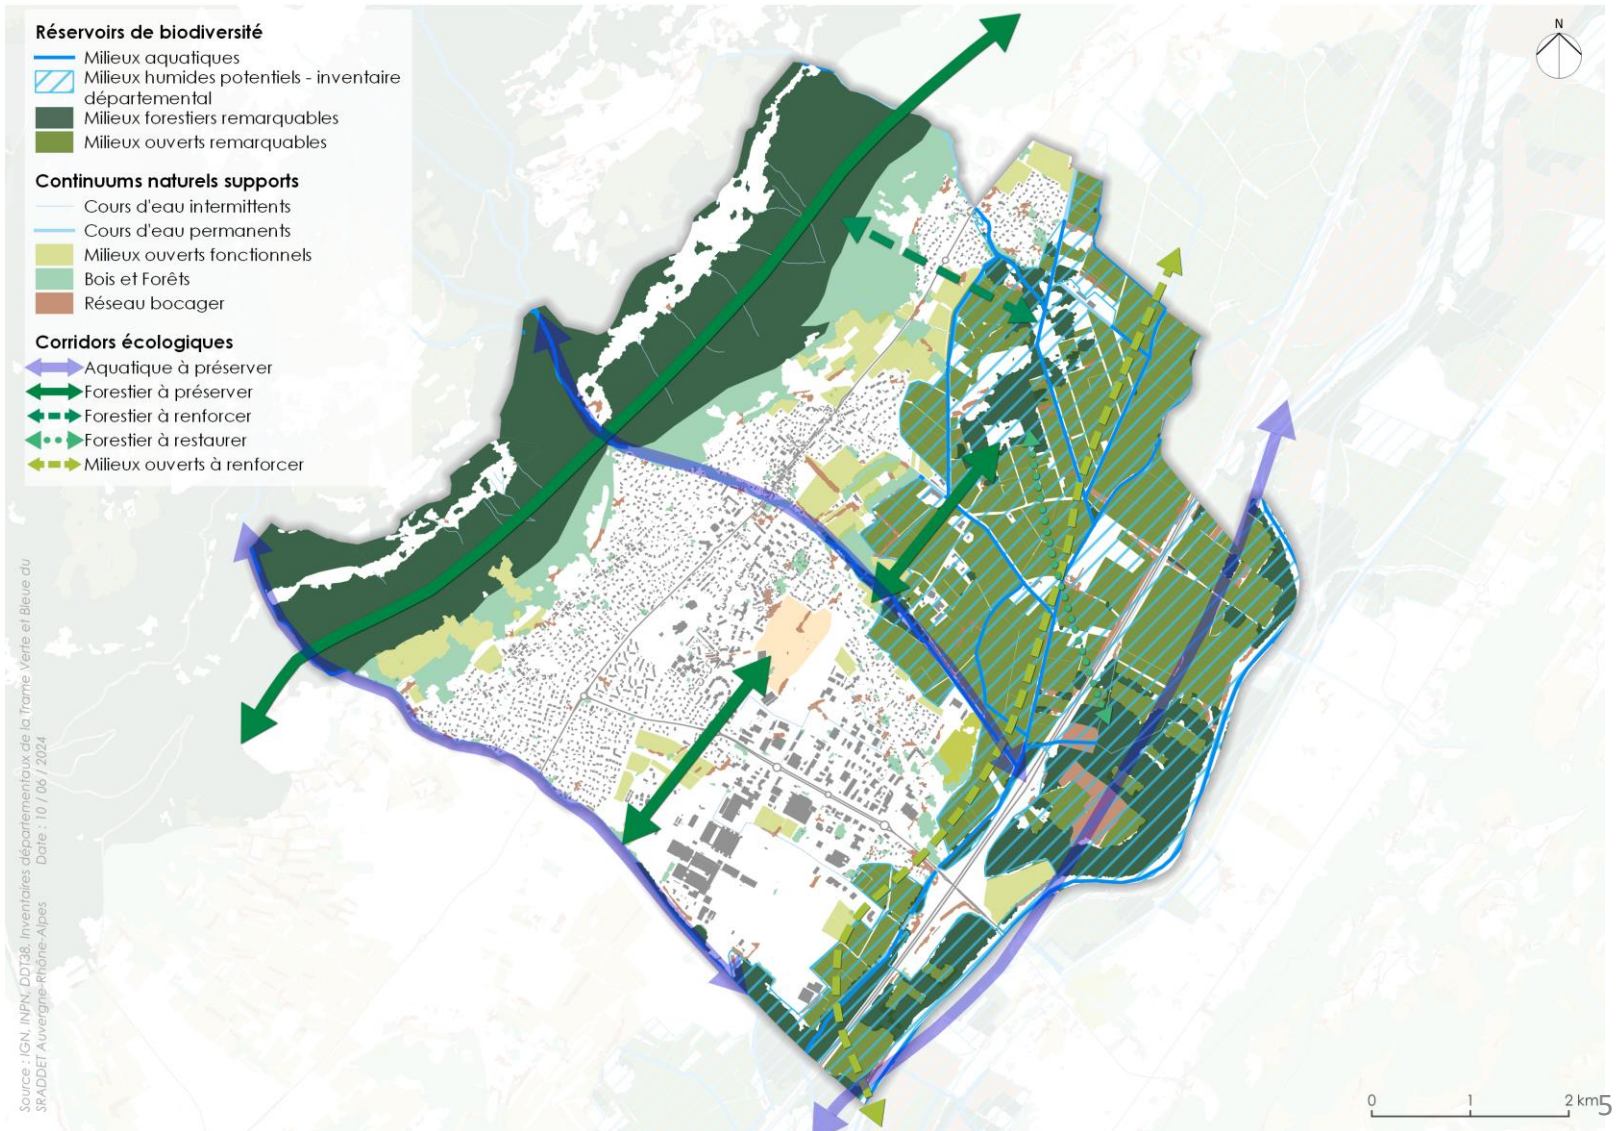 Réservoirs de biodiversité
Milieux aquatiques
Milieux humides potentiels - inventaire
départemental
Milieux forestiers remarquables
Milieux ouverts remarquables
Continuums naturels supports
Cours d'eau intermittents
Cours d'eau permanents
Milieux ouverts fonctionnels
Bois et Forêts
Réseau bocager
Corridors écologiques
Aquatique à préserver
Forestier à préserver
Forestier à renforcer
Forestier à restaurer
Milieux ouverts à renforcer
N
Source : IGN, INPN, DDT38, Inventaires départementaux de la Trame Verte et Bleue du
SRADDET Auvergne-Rhône-Alpes Date : 10 / 06 / 2024
0 1 2 km
5